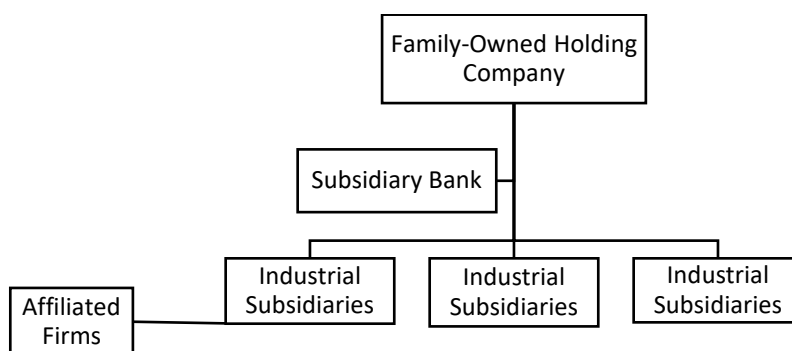 Family-Owned Holding
Company
Subsidiary Bank
Industrial
Subsidiaries
Industrial
Subsidiaries
Industrial
Subsidiaries
Affiliated
Firms